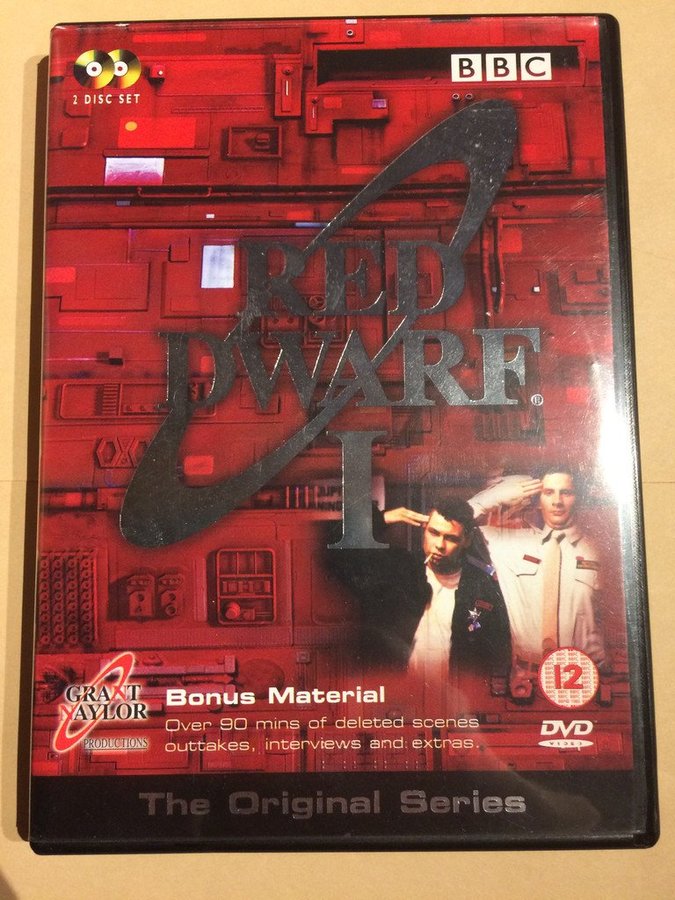 2 DISC SET
BBC
RED
DWARF®
I
GRANT
NAYLOR
PRODUCTIONS
Bonus Material
Over 90 mins of deleted scenes
outtakes, interviews and extras.
12
DVD
VIDEO
The Original Series